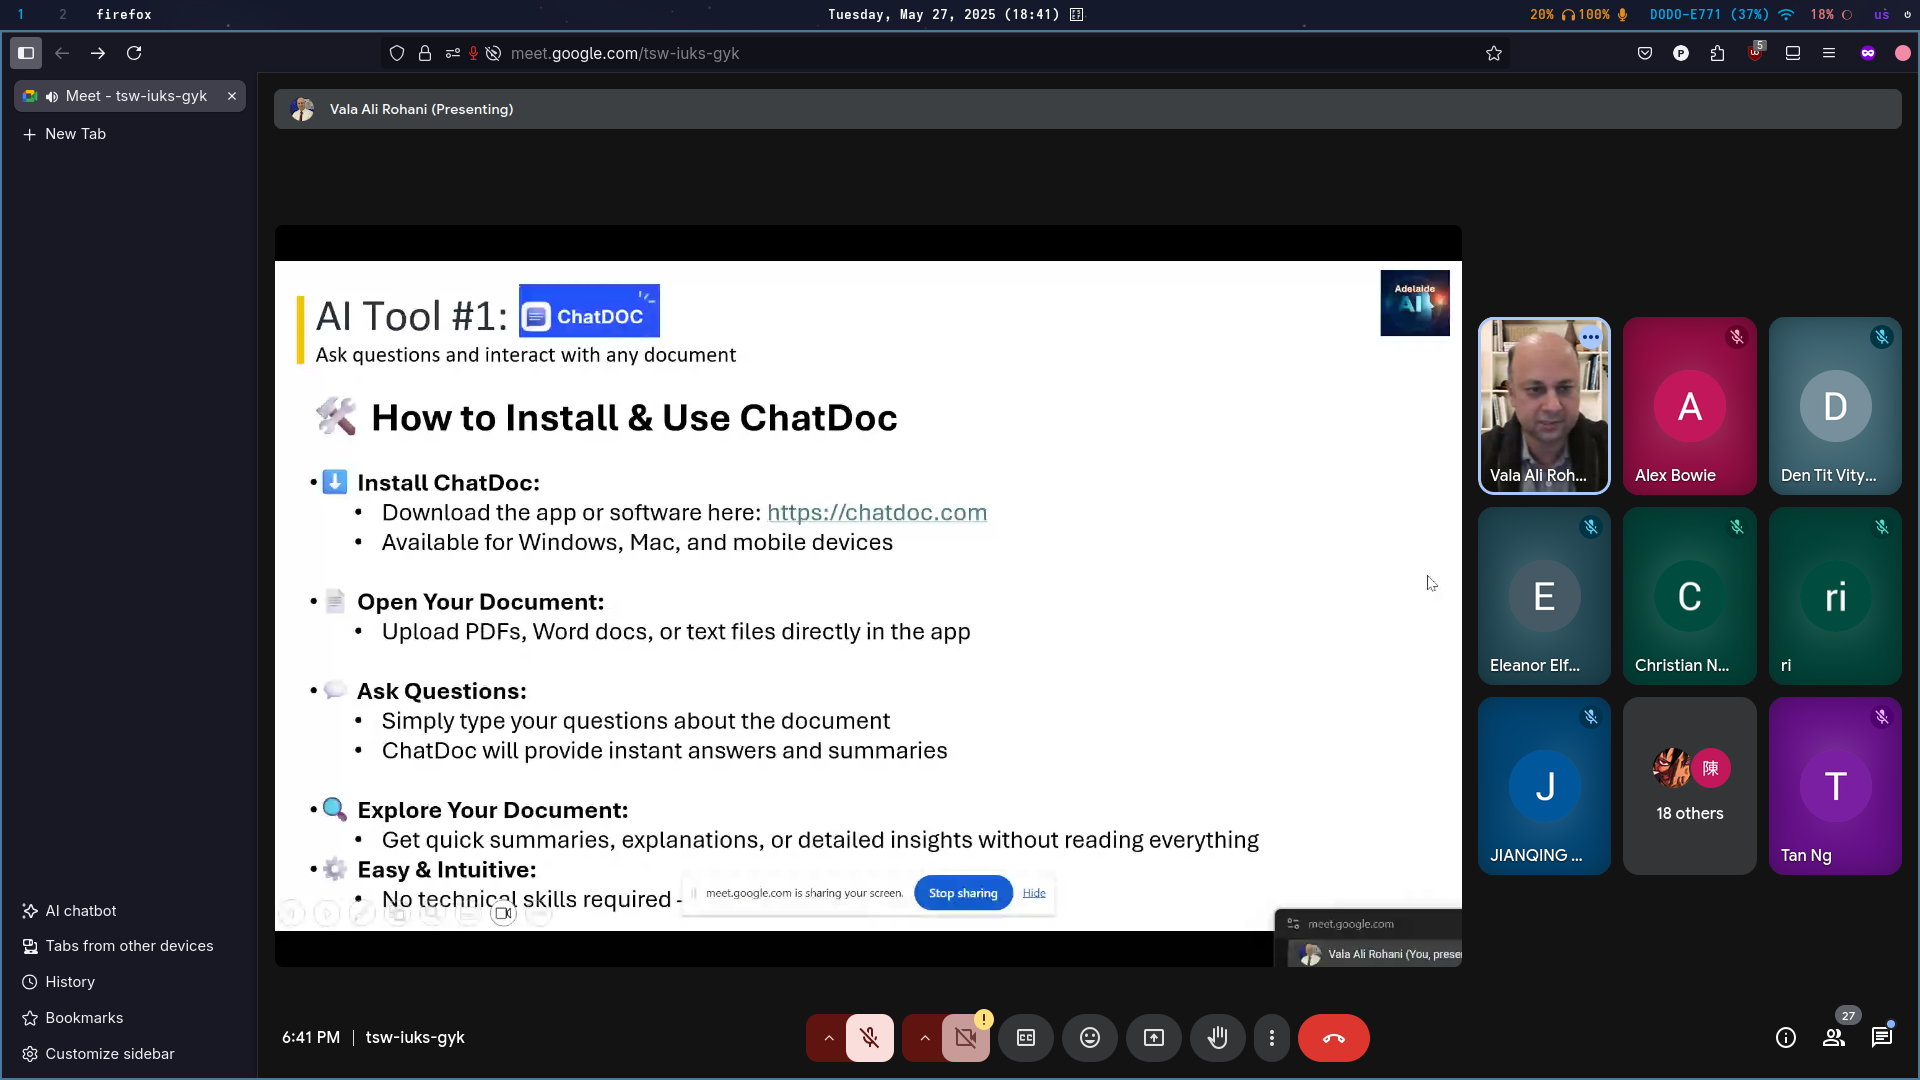 1 2 firefox Tuesday, May 27, 2025 (18:41) 20% 100% DODO-E771 (37%) 18% us
meet.google.com/tsw-iuks-gyk P 5
Meet - tsw-iuks-gyk
New Tab
AI chatbot
Tabs from other devices
History
Bookmarks
Customize sidebar
Vala Ali Rohani (Presenting)
AI Tool #1: ChatDOC
Adelaide
AI
Ask questions and interact with any document
How to Install & Use ChatDoc
• Install ChatDoc:
• Download the app or software here: https://chatdoc.com
• Available for Windows, Mac, and mobile devices
• Open Your Document:
• Upload PDFs, Word docs, or text files directly in the app
• Ask Questions:
• Simply type your questions about the document
• ChatDoc will provide instant answers and summaries
• Explore Your Document:
• Get quick summaries, explanations, or detailed insights without reading everything
• Easy & Intuitive:
• No technical skills required -
meet.google.com is sharing your screen. Stop sharing Hide
meet.google.com
Vala Ali Rohani (You, prese
Vala Ali Roh...
A
Alex Bowie
D
Den Tit Vity...
E
Eleanor Elf...
C
Christian N...
ri
ri
J
JIANQING ...
陳
18 others
T
Tan Ng
6:41 PM | tsw-iuks-gyk
!
CC
27